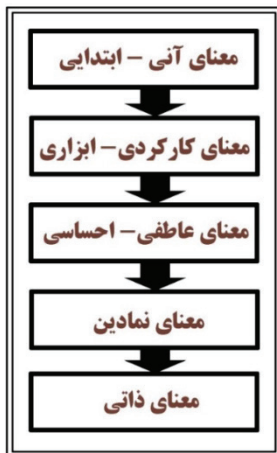 معنای آنی – ابتدایی
معنای کارکردی – ابزاری
معنای عاطفی – احساسی
معنای نمادین
معنای ذاتی